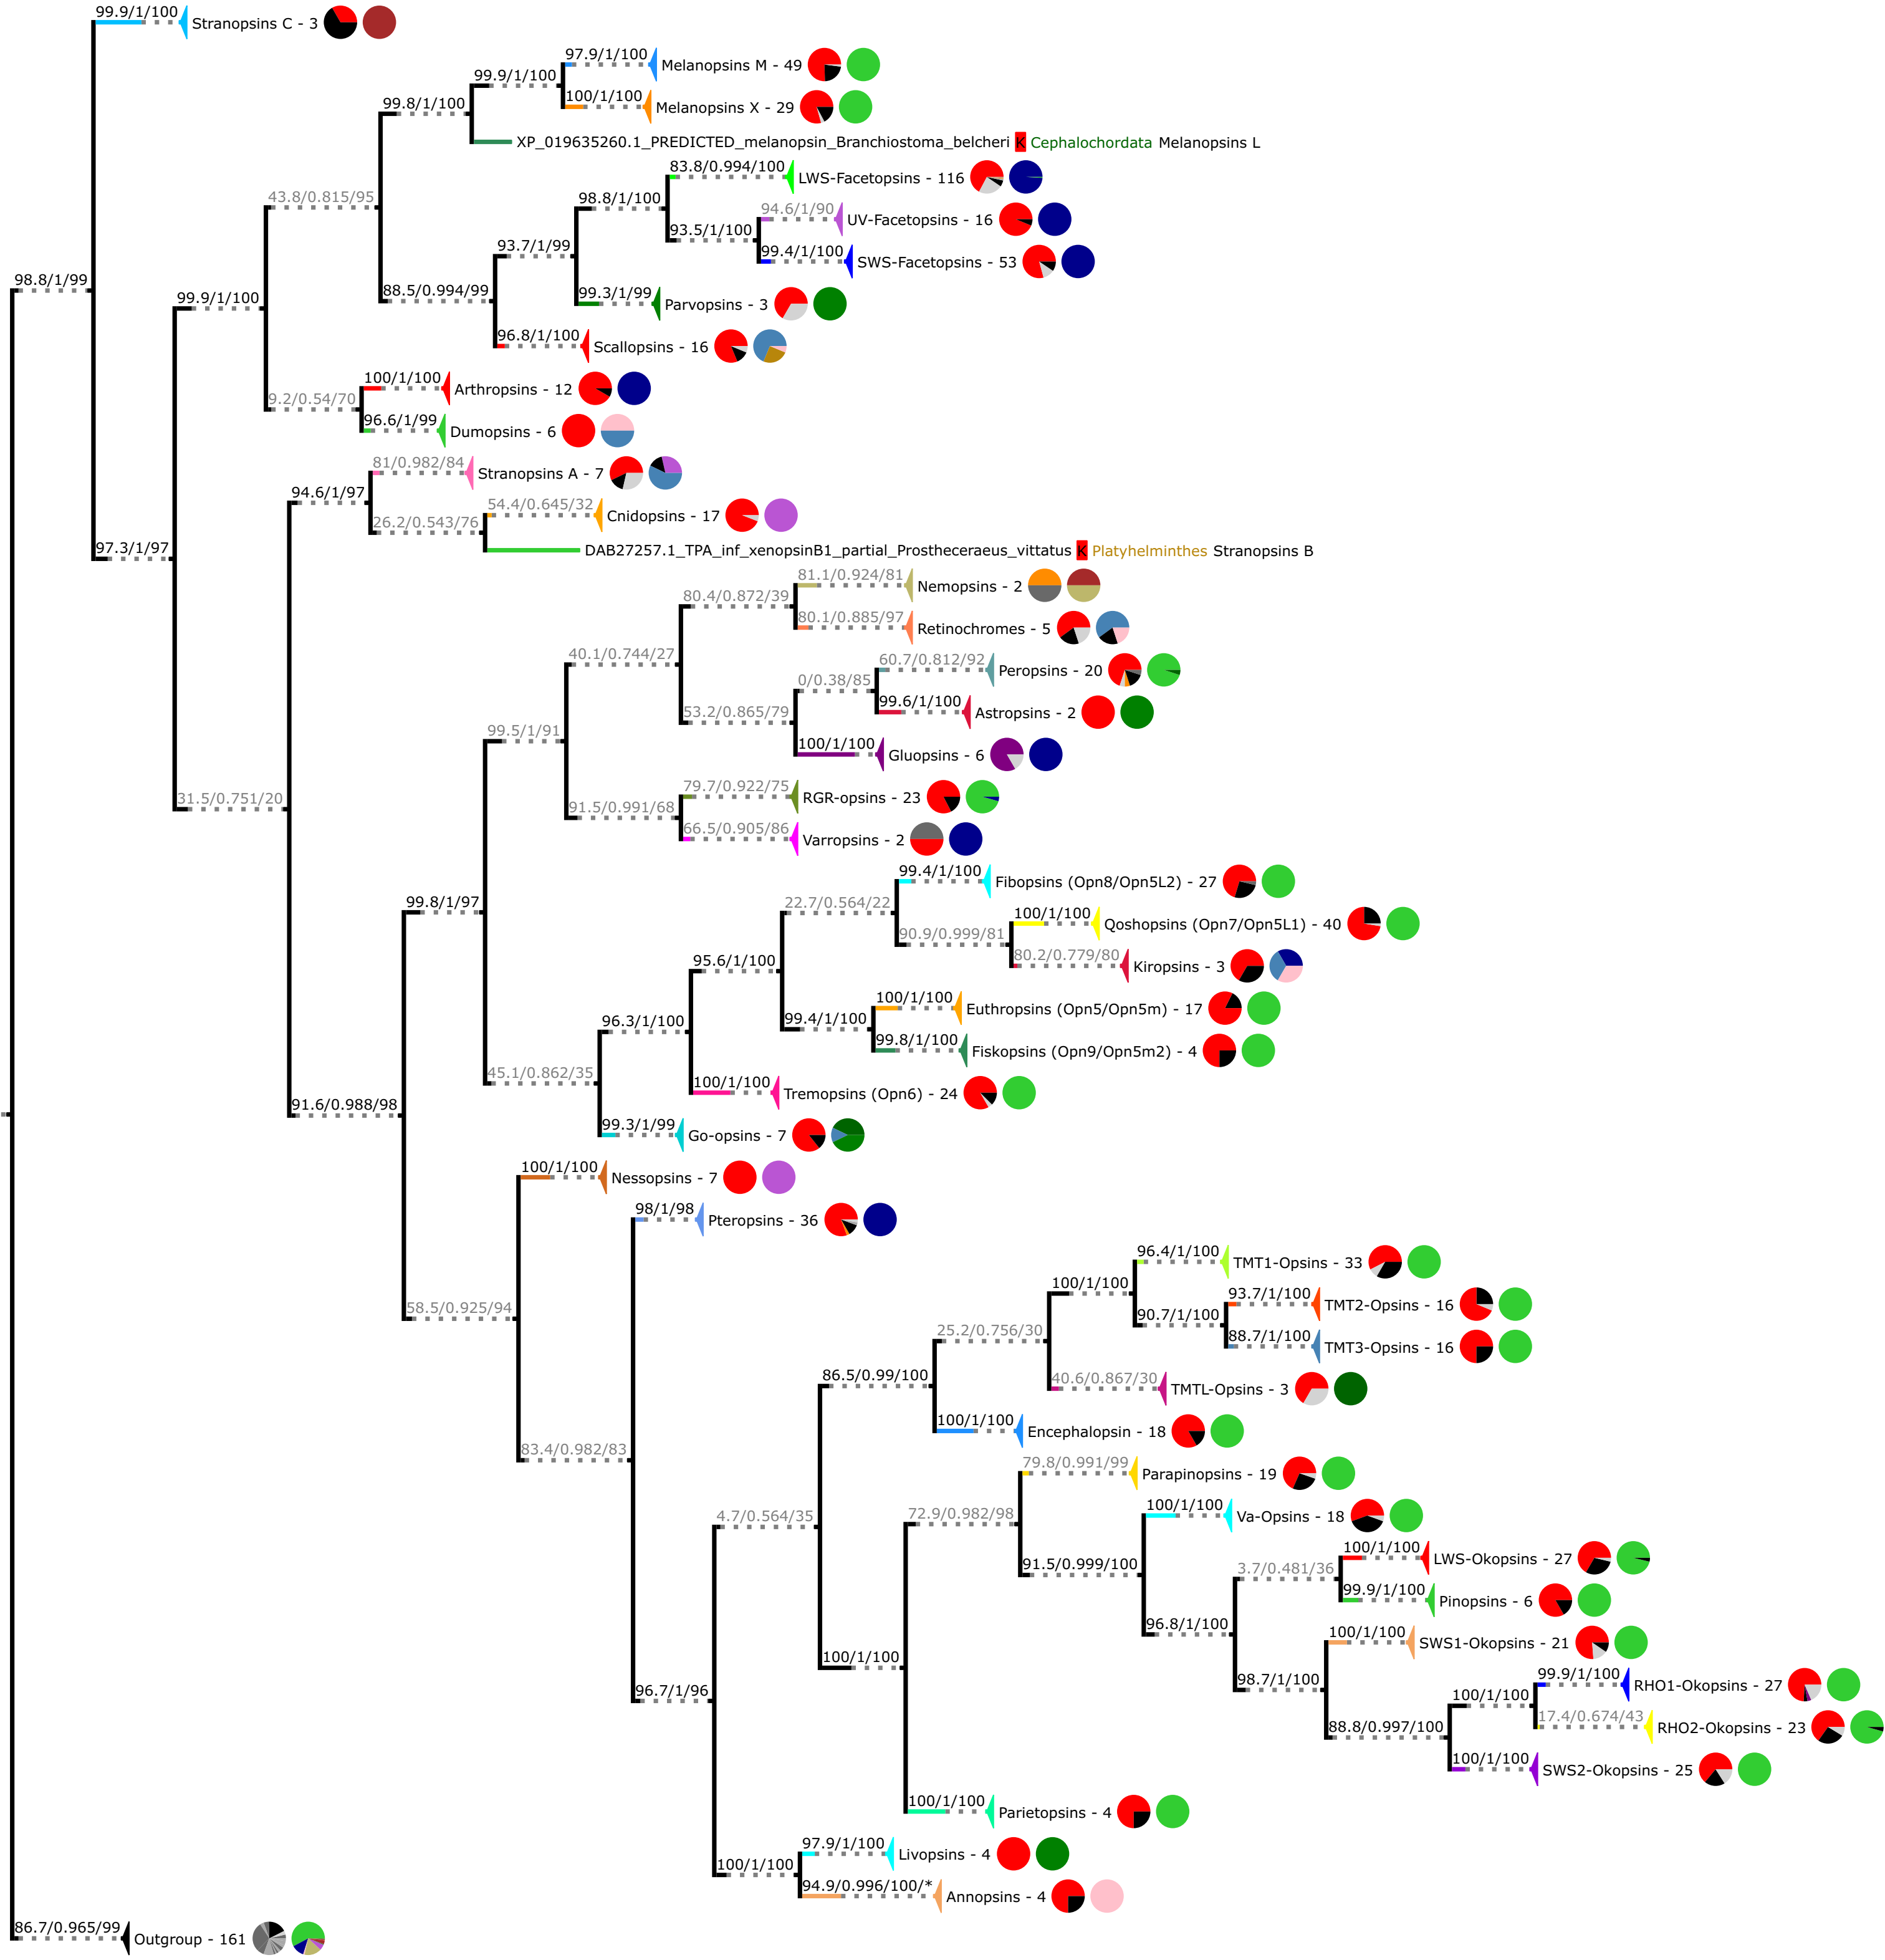 99.9/1/100
Stranopsins C - 3
97.9/1/100
Melanopsins M - 49
99.9/1/100
100/1/100
Melanopsins X - 29
99.8/1/100
XP_019635260.1_PREDICTED_melanopsin_Branchiostoma_belcheri K Cephalochordata Melanopsins L
83.8/0.994/100
LWS-Facetopsins - 116
43.8/0.815/95
98.8/1/100
94.6/1/90
UV-Facetopsins - 16
93.5/1/100
99.4/1/100
SWS-Facetopsins - 53
93.7/1/99
98.8/1/99
99.9/1/100
88.5/0.994/99
99.3/1/99
Parvopsins - 3
96.8/1/100
Scallopsins - 16
100/1/100
Arthropsins - 12
9.2/0.54/70
96.6/1/99
Dumopsins - 6
81/0.982/84
Stranopsins A - 7
94.6/1/97
54.4/0.645/32
Cnidopsins - 17
26.2/0.543/76
97.3/1/97
DAB27257.1_TPA_inf_xenopsinB1_partial_Prostheceraeus_vittatus K Platyhelminthes Stranopsins B
81.1/0.924/81
Nemopsins - 2
80.4/0.872/39
80.1/0.885/97
Retinochromes - 5
40.1/0.744/27
60.7/0.812/92
Peropsins - 20
0/0.38/85
99.6/1/100
Astropsins - 2
53.2/0.865/79
99.5/1/91
100/1/100
Gluopsins - 6
31.5/0.751/20
79.7/0.922/75
RGR-opsins - 23
91.5/0.991/68
66.5/0.905/86
Varropsins - 2
99.4/1/100
Fibopsins (Opn8/Opn5L2) - 27
99.8/1/97
22.7/0.564/22
100/1/100
Qoshopsins (Opn7/Opn5L1) - 40
90.9/0.999/81
80.2/0.779/80
Kiropsins - 3
95.6/1/100
100/1/100
Euthropsins (Opn5/Opn5m) - 17
96.3/1/100
99.4/1/100
99.8/1/100
Fiskopsins (Opn9/Opn5m2) - 4
45.1/0.862/35
100/1/100
Tremopsins (Opn6) - 24
91.6/0.988/98
99.3/1/99
Go-opsins - 7
100/1/100
Nessopsins - 7
98/1/98
Pteropsins - 36
96.4/1/100
TMT1-Opsins - 33
100/1/100
58.5/0.925/94
93.7/1/100
TMT2-Opsins - 16
90.7/1/100
25.2/0.756/30
88.7/1/100
TMT3-Opsins - 16
86.5/0.99/100
40.6/0.867/30
TMTL-Opsins - 3
100/1/100
Encephalopsin - 18
83.4/0.982/83
79.8/0.991/99
Parapinopsins - 19
4.7/0.564/35
72.9/0.982/98
100/1/100
Va-Opsins - 18
91.5/0.999/100
100/1/100
LWS-Okopsins - 27
3.7/0.481/36
99.9/1/100
Pinopsins - 6
96.8/1/100
100/1/100
SWS1-Okopsins - 21
100/1/100
98.7/1/100
99.9/1/100
RHO1-Okopsins - 27
96.7/1/96
100/1/100
17.4/0.674/43
RHO2-Okopsins - 23
88.8/0.997/100
100/1/100
SWS2-Okopsins - 25
100/1/100
Parietopsins - 4
97.9/1/100
Livopsins - 4
100/1/100
94.9/0.996/100/*
Annopsins - 4
86.7/0.965/99
Outgroup - 161